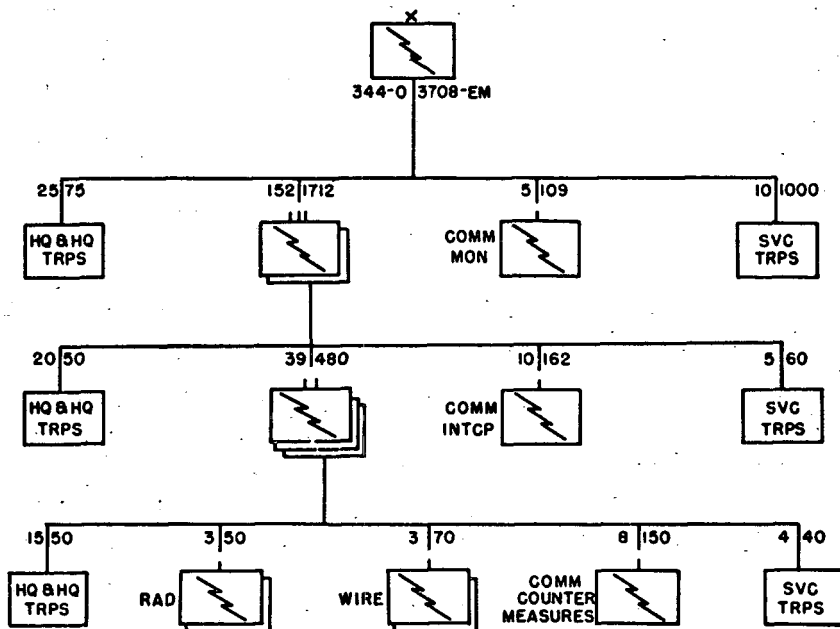 X
344-O 3708-EM
25 75
152 1712
5 109
10 1000
HQ & HQ
TRPS
COMM
MON
SVC
TRPS
20 50
39 480
10 162
5 60
HQ & HQ
TRPS
COMM
INTCP
SVC
TRPS
15 50
3 50
3 70
8 150
4 40
HQ & HQ
TRPS
RAD
WIRE
COMM
COUNTER
MEASURES
SVC
TRPS